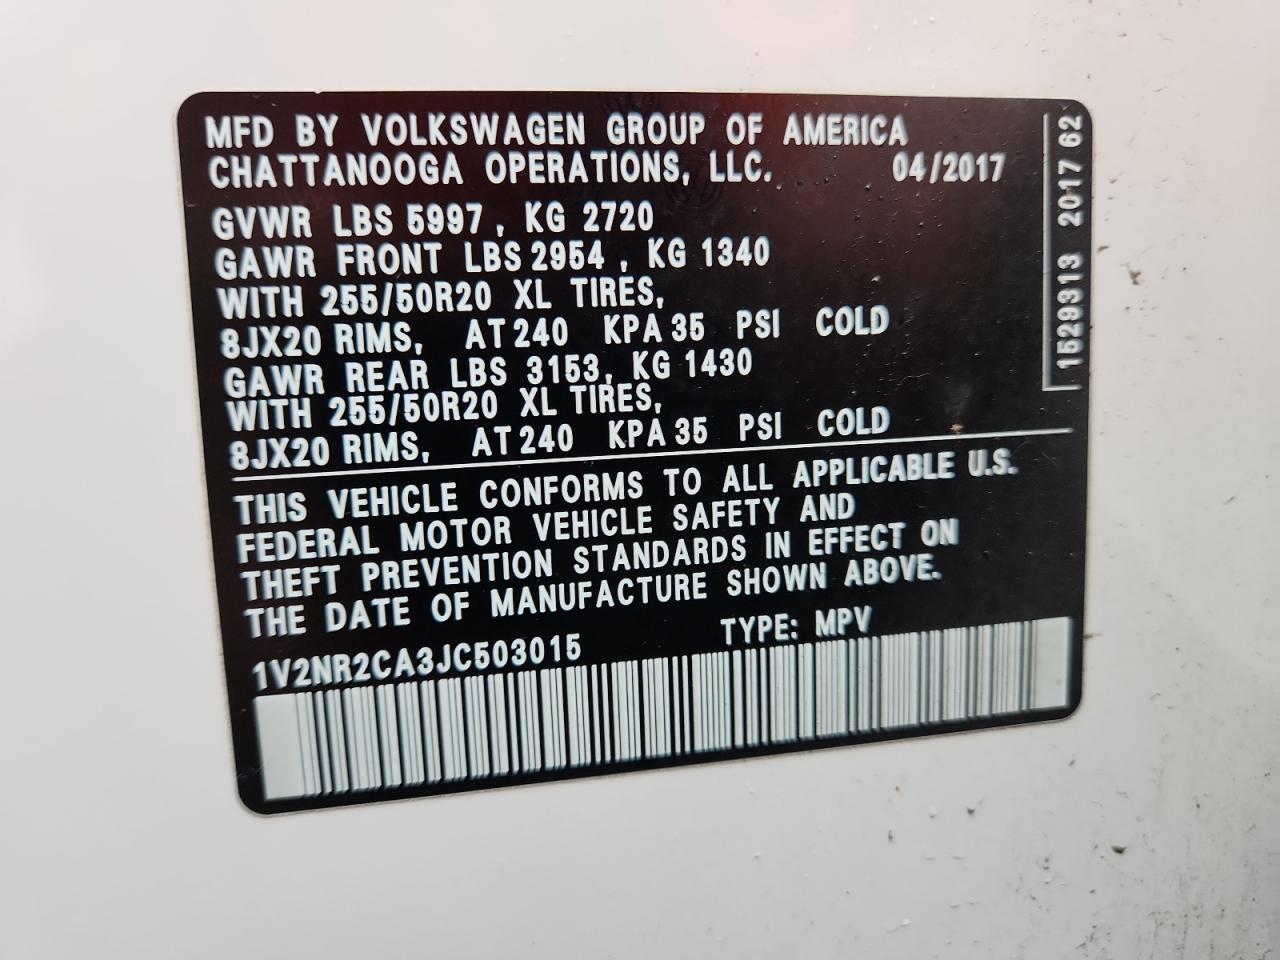 MFD BY VOLKSWAGEN GROUP OF AMERICA
CHATTANOOGA OPERATIONS, LLC. 04/2017
GVWR LBS 5997, KG 2720
GAWR FRONT LBS 2954, KG 1340
WITH 255/50R20 XL TIRES,
8JX20 RIMS, AT 240 KPA 35 PSI COLD
GAWR REAR LBS 3153, KG 1430
WITH 255/50R20 XL TIRES,
8JX20 RIMS, AT 240 KPA 35 PSI COLD
THIS VEHICLE CONFORMS TO ALL APPLICABLE U.S.
FEDERAL MOTOR VEHICLE SAFETY AND
THEFT PREVENTION STANDARDS IN EFFECT ON
THE DATE OF MANUFACTURE SHOWN ABOVE.
1V2NR2CA3JC503015 TYPE: MPV
1529313 2017 62